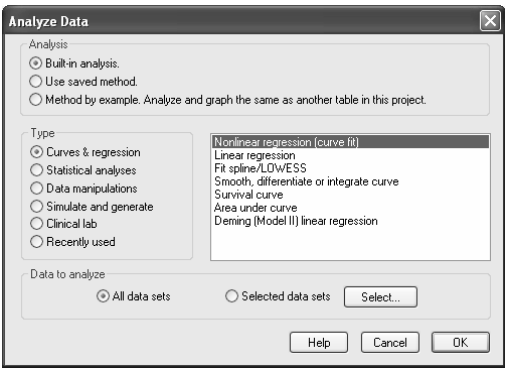 Analyze Data
Analysis
Built-in analysis.
Use saved method.
Method by example. Analyze and graph the same as another table in this project.
Type
Curves & regression
Statistical analyses
Data manipulations
Simulate and generate
Clinical lab
Recently used
Nonlinear regression (curve fit)
Linear regression
Fit spline/LOWESS
Smooth, differentiate or integrate curve
Survival curve
Area under curve
Deming (Model II) linear regression
Data to analyze
All data sets Selected data sets Select...
Help Cancel OK